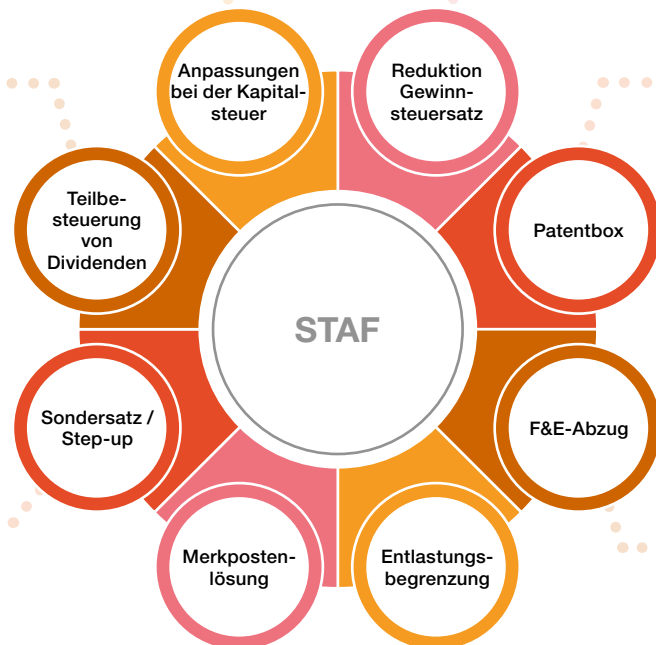 Anpassungen
bei der Kapital-
steuer
Reduktion
Gewinn-
steuersatz
Teilbe-
steuerung
von
Dividenden
Patentbox
STAF
Sondersatz /
Step-up
F&E-Abzug
Merkposten-
lösung
Entlastungs-
begrenzung